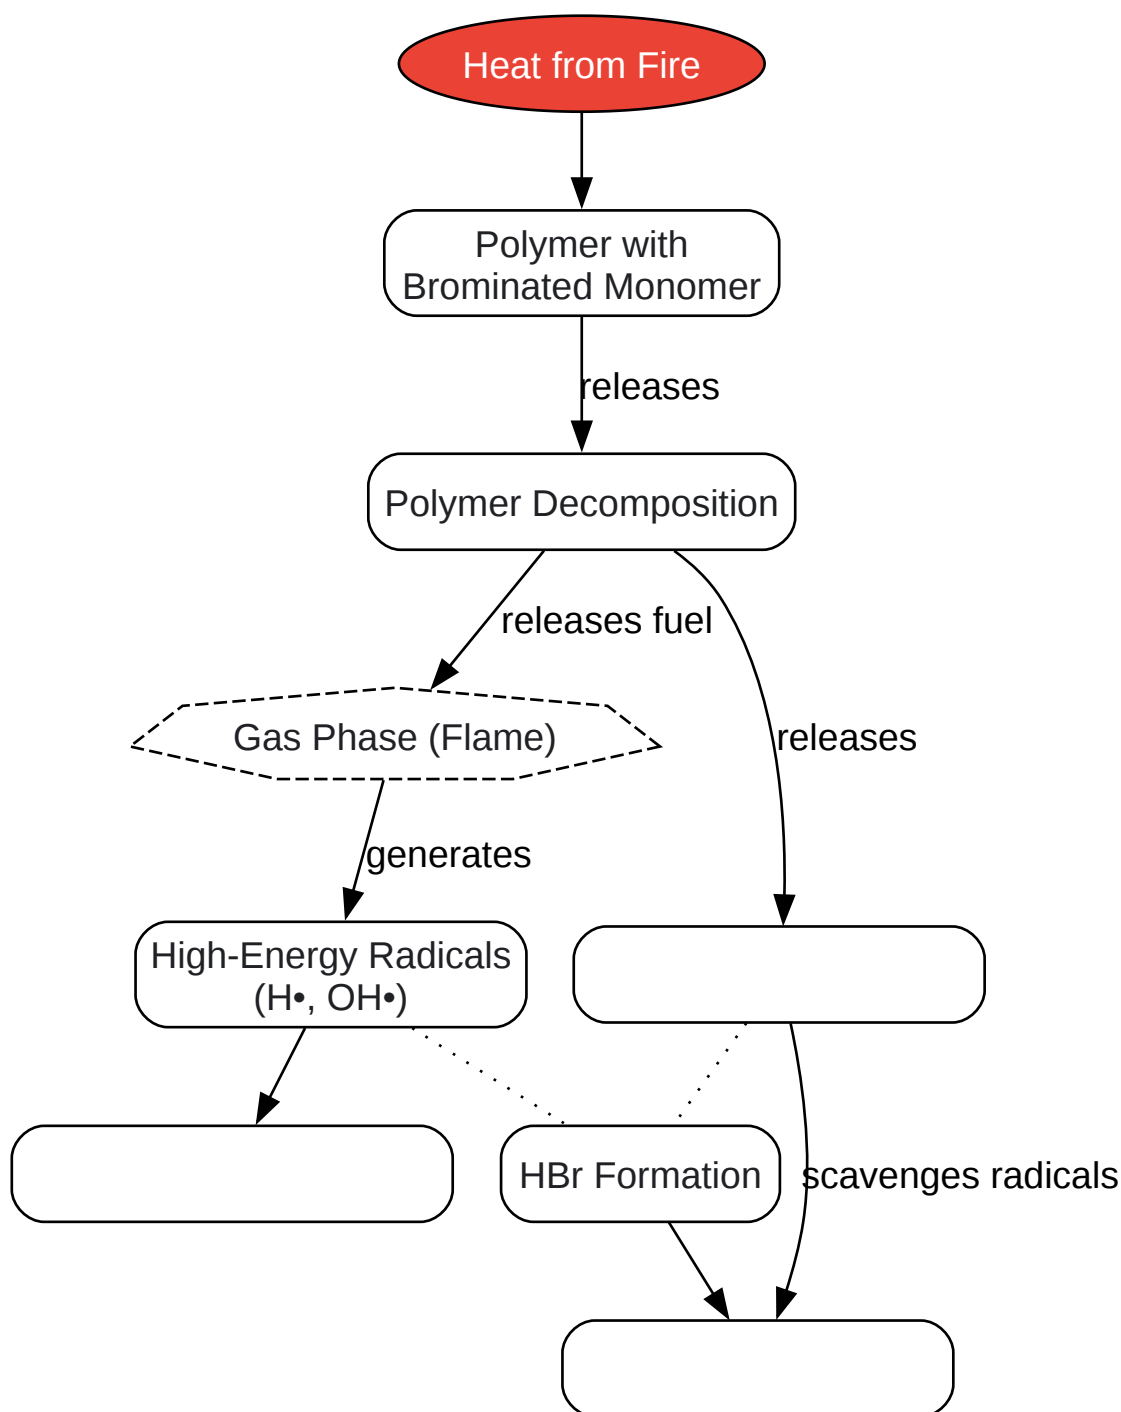 Heat from Fire
Polymer with
Brominated Monomer
releases
Polymer Decomposition
releases fuel
Gas Phase (Flame)
releases
generates
High-Energy Radicals
(H•, OH•)
HBr Formation
scavenges radicals